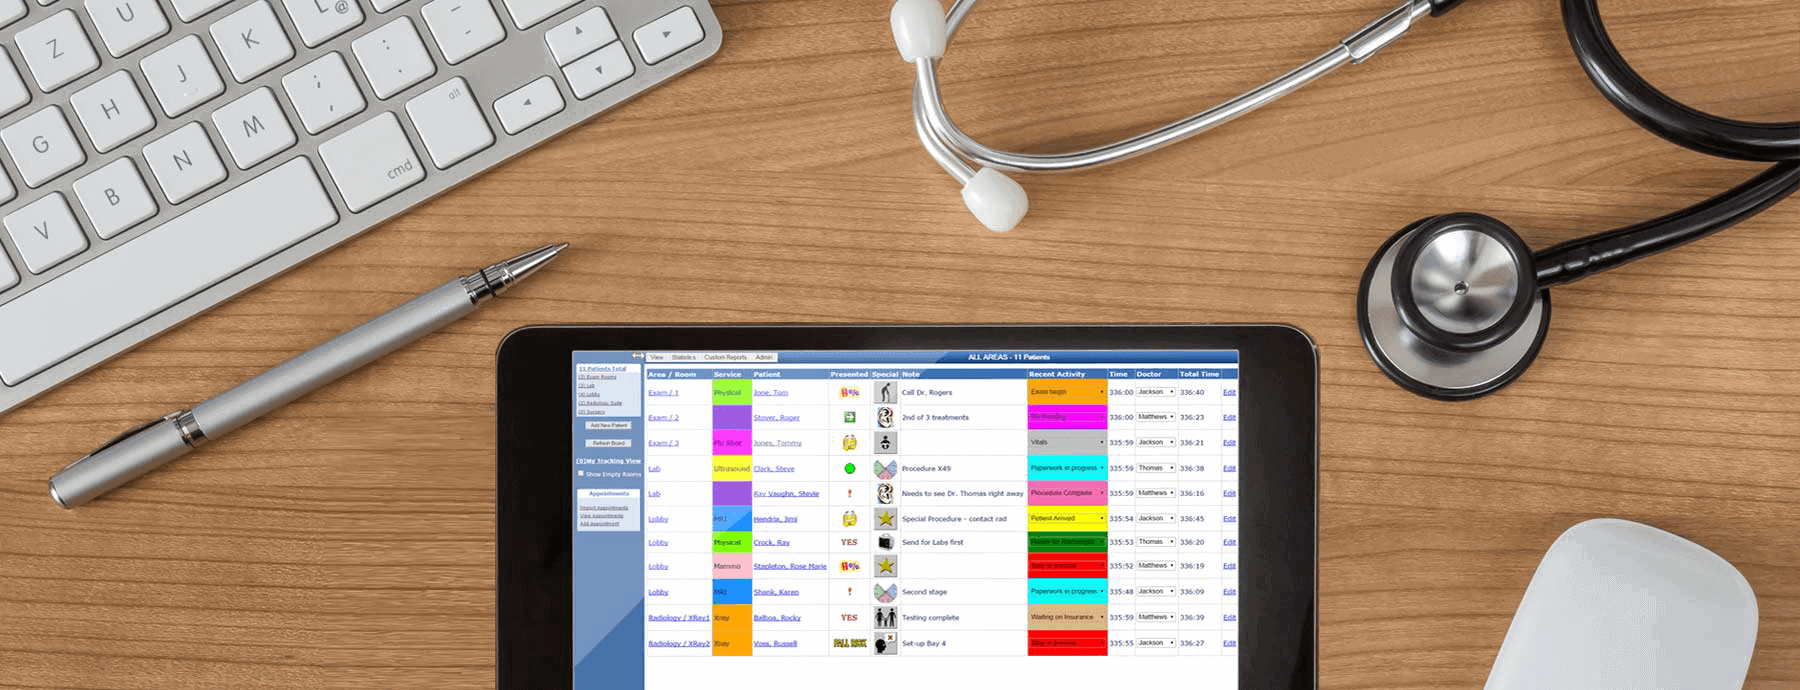 U
L @
Z
K
:
.
–
-
J
;
,
H
M
alt
G
N
cmd
B
V
View Statistics Custom Reports Admin
ALL AREAS - 11 Patients
11 Patients Total
(3) Exam Rooms
(2) Lab
(4) Lobby
(2) Radiology Suite
(0) Surgery
Add New Patient
Refresh Board
[0]My Tracking View
Show Empty Rooms
Appointments
Import Appointments
View Appointments
Add Appointment
Area / Room Service Patient Presented Special Note Recent Activity Time Doctor Total Time
Exam / 1 Physical Jone, Tom Call Dr. Rogers Exam begin 336:00 Jackson 336:40 Edit
Exam / 2 Stover, Roger 2nd of 3 treatments 336:00 Matthews 336:23 Edit
Exam / 3 Flu Shot Jones, Tommy Vitals 335:59 Jackson 336:21 Edit
Lab Ultrasound Clark, Steve Procedure X49 Paperwork in progress 335:59 Thomas 336:38 Edit
Lab Ray Vaughn, Stevie ! Needs to see Dr. Thomas right away Procedure Complete 335:59 Matthews 336:16 Edit
Lobby MRI Hendrix, Jimi Special Procedure - contact rad Patient Arrived 335:54 Jackson 336:45 Edit
Lobby Physical Crock, Ray YES Send for Labs first 335:53 Thomas 336:20 Edit
Lobby Mammo Stapleton, Rose Marie 335:52 Matthews 336:19 Edit
Lobby MRI Shank, Karen ! Second stage Paperwork in progress 335:48 Jackson 336:09 Edit
Radiology / XRay1 Xray Balboa, Rocky YES Testing complete Waiting on Insurance 335:56 Matthews 336:39 Edit
Radiology / XRay2 Xray Voss, Russell FALL RISK Set-up Bay 4 335:55 Jackson 336:27 Edit